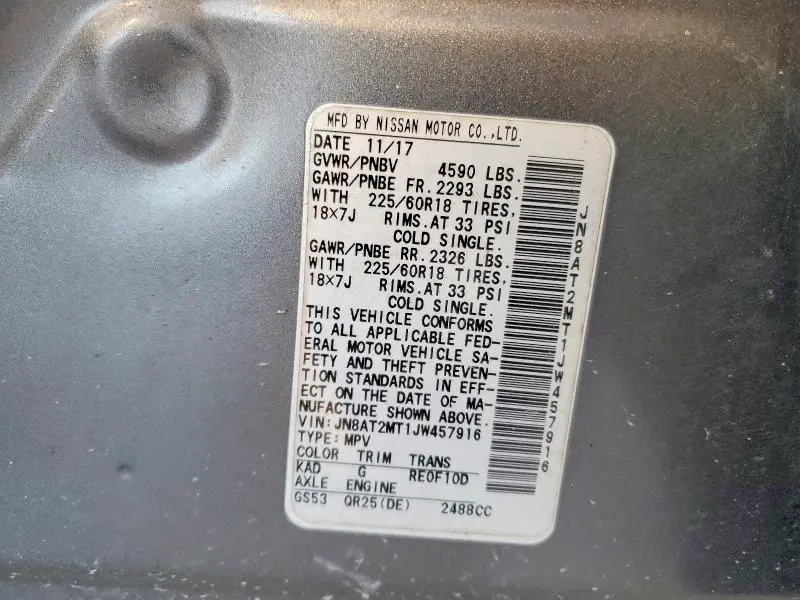 MFD BY NISSAN MOTOR CO.,LTD.
DATE 11/17
GVWR/PNBV 4590 LBS.
GAWR/PNBE FR. 2293 LBS.
WITH 225/60R18 TIRES,
18×7J RIMS.AT 33 PSI
COLD SINGLE.
GAWR/PNBE RR. 2326 LBS.
WITH 225/60R18 TIRES,
18×7J RIMS.AT 33 PSI
COLD SINGLE.
THIS VEHICLE CONFORMS
TO ALL APPLICABLE FED-
ERAL MOTOR VEHICLE SA-
FETY AND THEFT PREVEN-
TION STANDARDS IN EFF-
ECT ON THE DATE OF MA-
NUFACTURE SHOWN ABOVE.
VIN: JN8AT2MT1JW457916
TYPE: MPV
COLOR TRIM TRANS
KAD G RE0F10D
AXLE ENGINE
GS53 QR25(DE) 2488CC
JN8AT2MT1JW457916